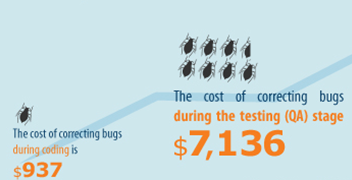 The cost of correcting bugs
during coding is
$937
The cost of correcting bugs
during the testing (QA) stage
$7,136